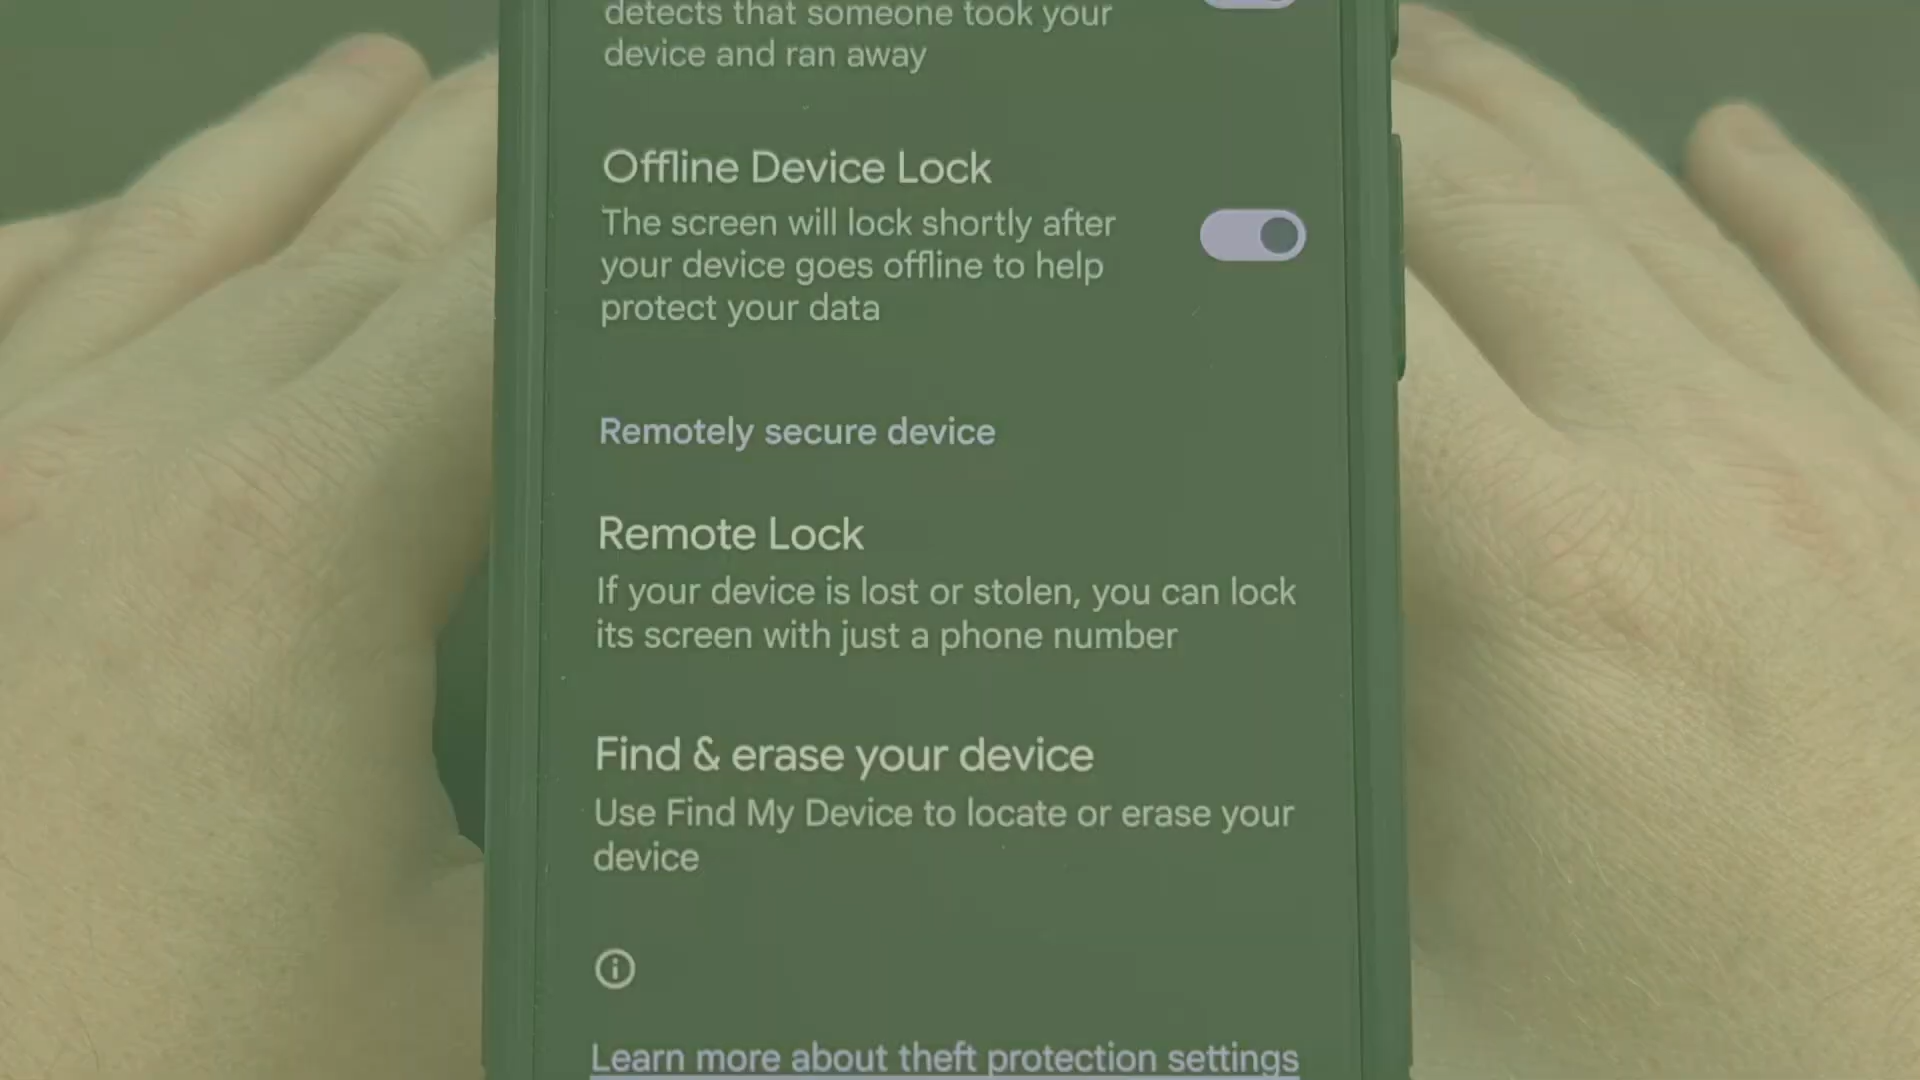 detects that someone took your
device and ran away
Offline Device Lock
The screen will lock shortly after
your device goes offline to help
protect your data
Remotely secure device
Remote Lock
If your device is lost or stolen, you can lock
its screen with just a phone number
Find & erase your device
Use Find My Device to locate or erase your
device
Learn more about theft protection settings